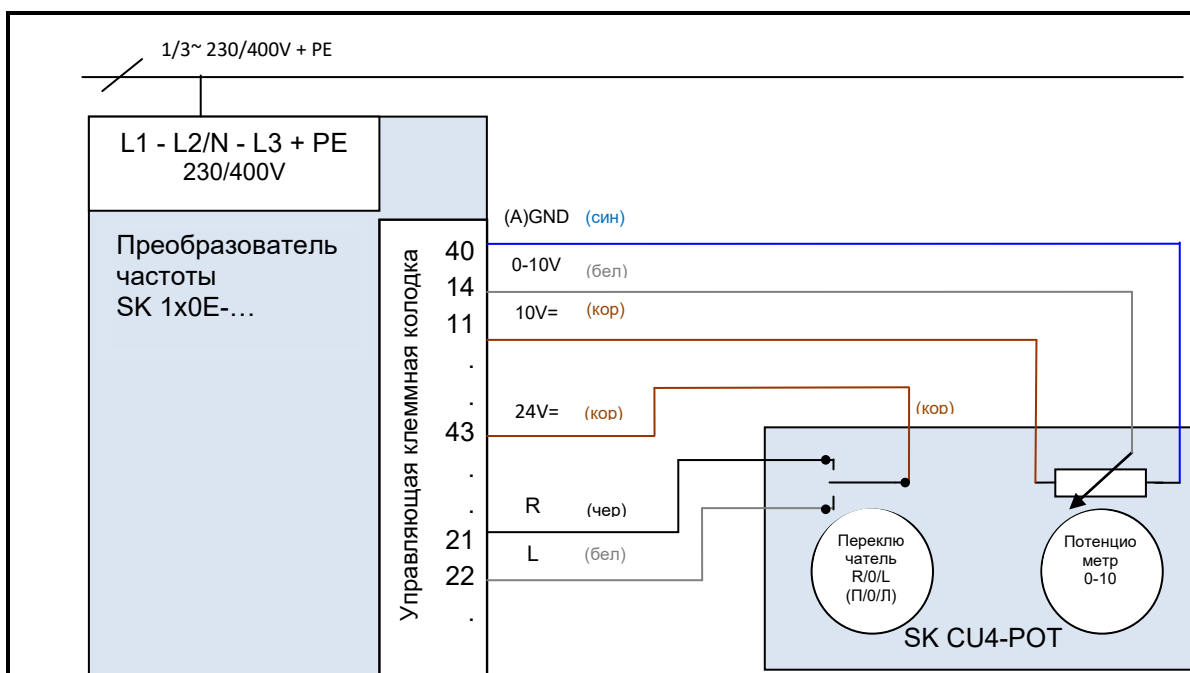 1/3~ 230/400V + PE
L1 - L2/N - L3 + PE
230/400V
Преобразователь
частоты
SK 1x0E-…
Управляющая клеммная колодка
(A)GND (син)
40
0-10V (бел)
14
10V= (кор)
11
.
.
24V= (кор)
(кор)
43
.
.
R (чер)
21
L (бел)
22
.
Переклю
чатель
R/0/L
(П/0/Л)
Потенцио
метр
0-10
SK CU4-POT